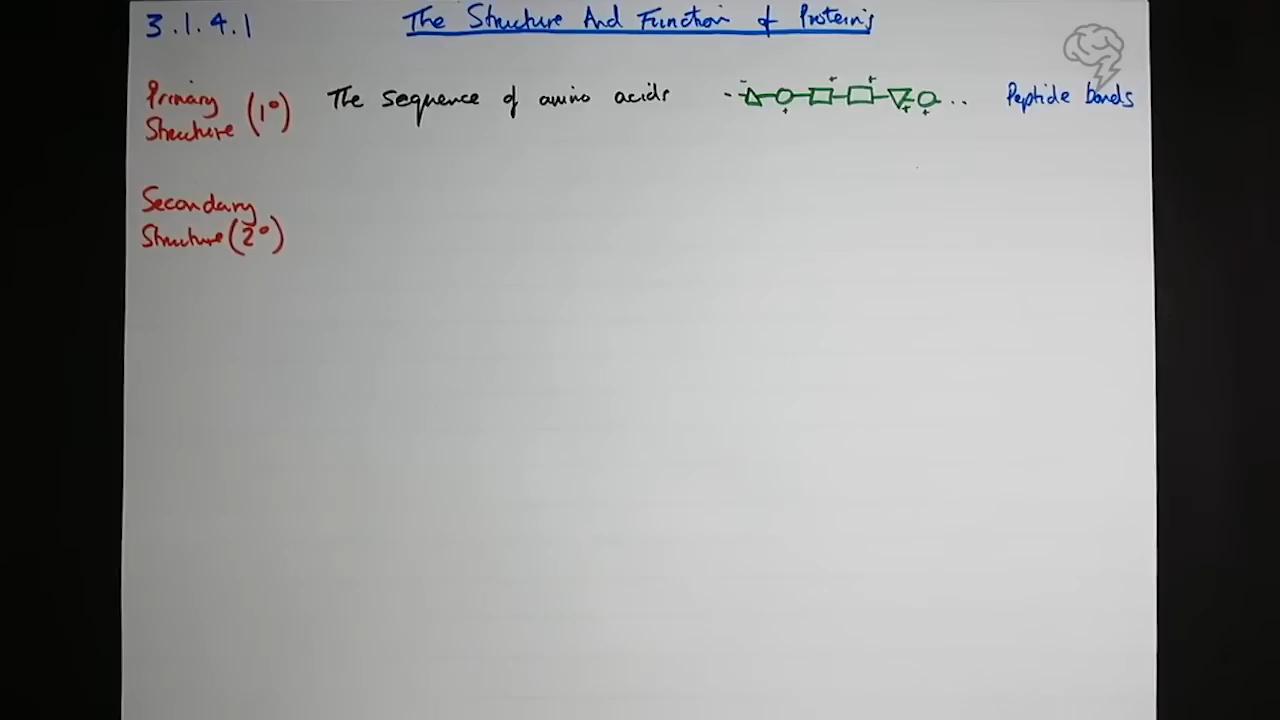 3.1.4.1 The Structure And Function of Proteins
Primary Structure (1°) The sequence of amino acids Peptide bonds
Secondary Structure (2°)